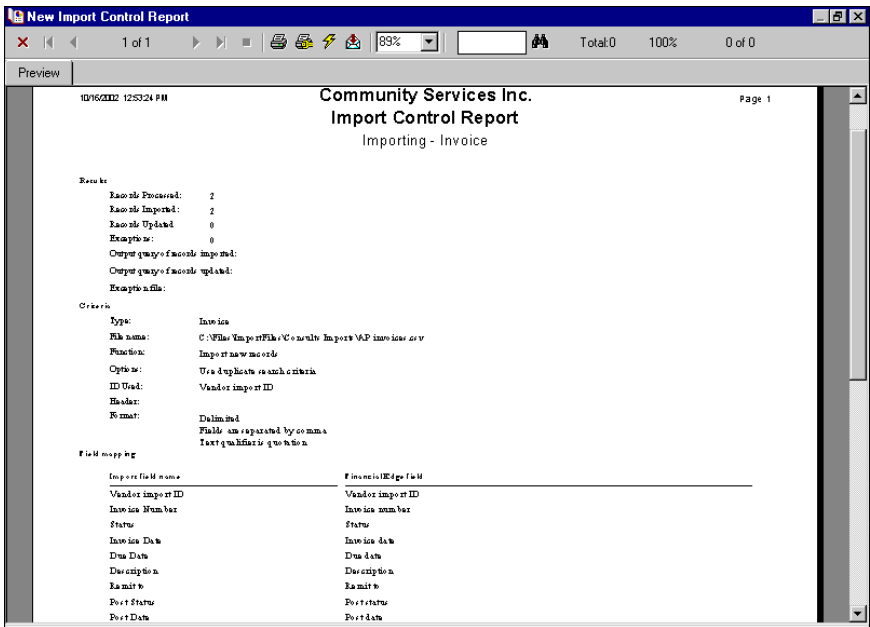 New Import Control Report
1 of 1 89% Total:0 100% 0 of 0
Preview
10/16/2002 12:53:24 PM Community Services Inc. Page 1
Import Control Report
Importing - Invoice
Results
Records Processed: 2
Records Imported: 2
Records Updated 0
Exceptions: 0
Output query of records imported:
Output query of records updated:
Exception file:
Criteria
Type: Invoice
File name: C:\Files\ImportFiles\Consults Imports\AP invoices.csv
Function: Import new records
Options: Use duplicate search criteria
ID Used: Vendor import ID
Header:
Format: Delimited
Fields are separated by comma
Text qualifier is quotation
Field mapping
Import field name Financial Edge field
Vendor import ID Vendor import ID
Invoice Number Invoice number
Status Status
Invoice Date Invoice date
Due Date Due date
Description Description
Remit to Remit to
Post Status Post status
Post Date Post date